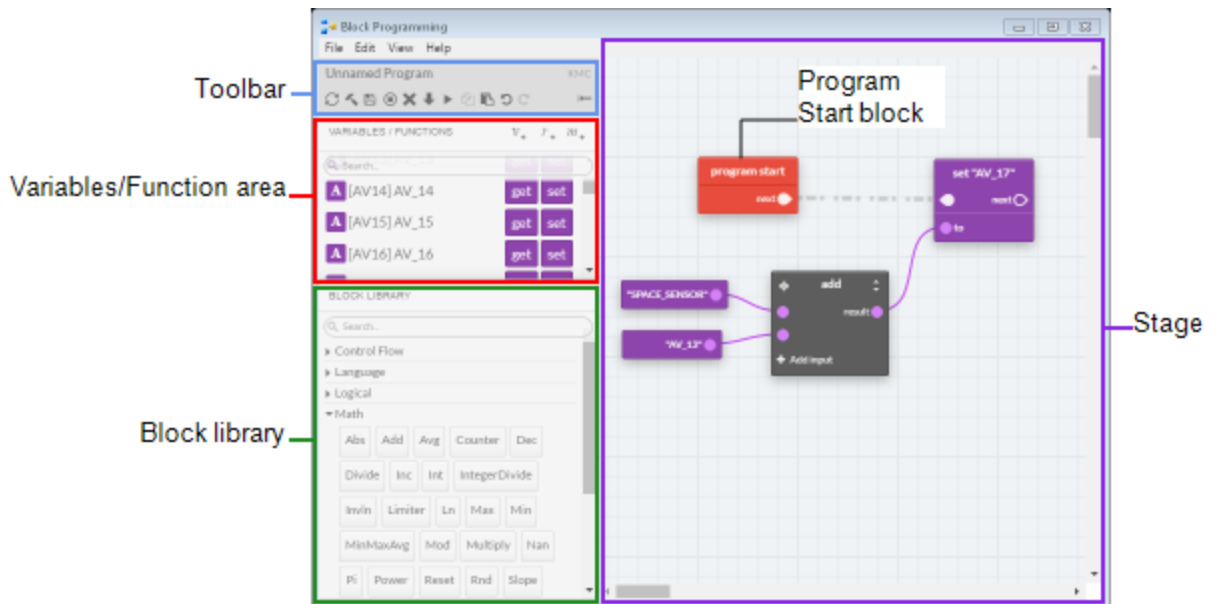 Block Programming
File Edit View Help
Toolbar
Unnamed Program KMC
VARIABLES / FUNCTIONS
Search...
Variables/Function area
A [AV14] AV_14 get set
A [AV15] AV_15 get set
A [AV16] AV_16 get set
BLOCK LIBRARY
Search...
Control Flow
Language
Logical
Math
Block library
Abs Add Avg Counter Dec
Divide Inc Int IntegerDivide
InvIn Limiter Ln Max Min
MinMaxAvg Mod Multiply Nan
Pi Power Reset Rnd Slope
Program
Start block
program start
next
set "AV_17"
next
to
"SPACE_SENSOR"
"AV_13"
add
result
+ Add input
Stage